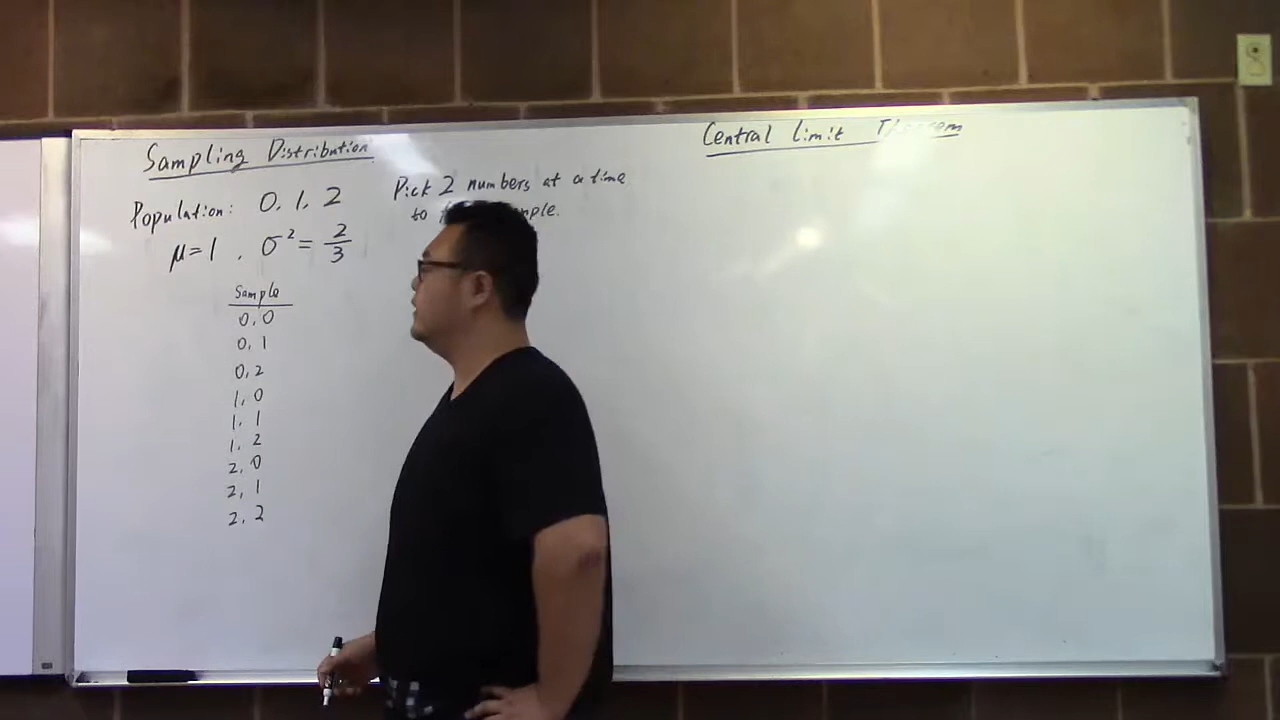 Sampling Distribution
Population: 0, 1, 2
μ=1 , σ² = 2/3
Pick 2 numbers at a time
to
Sample
0, 0
0, 1
0, 2
1, 0
1, 1
1, 2
2, 0
2, 1
2, 2
Central Limit Theorem